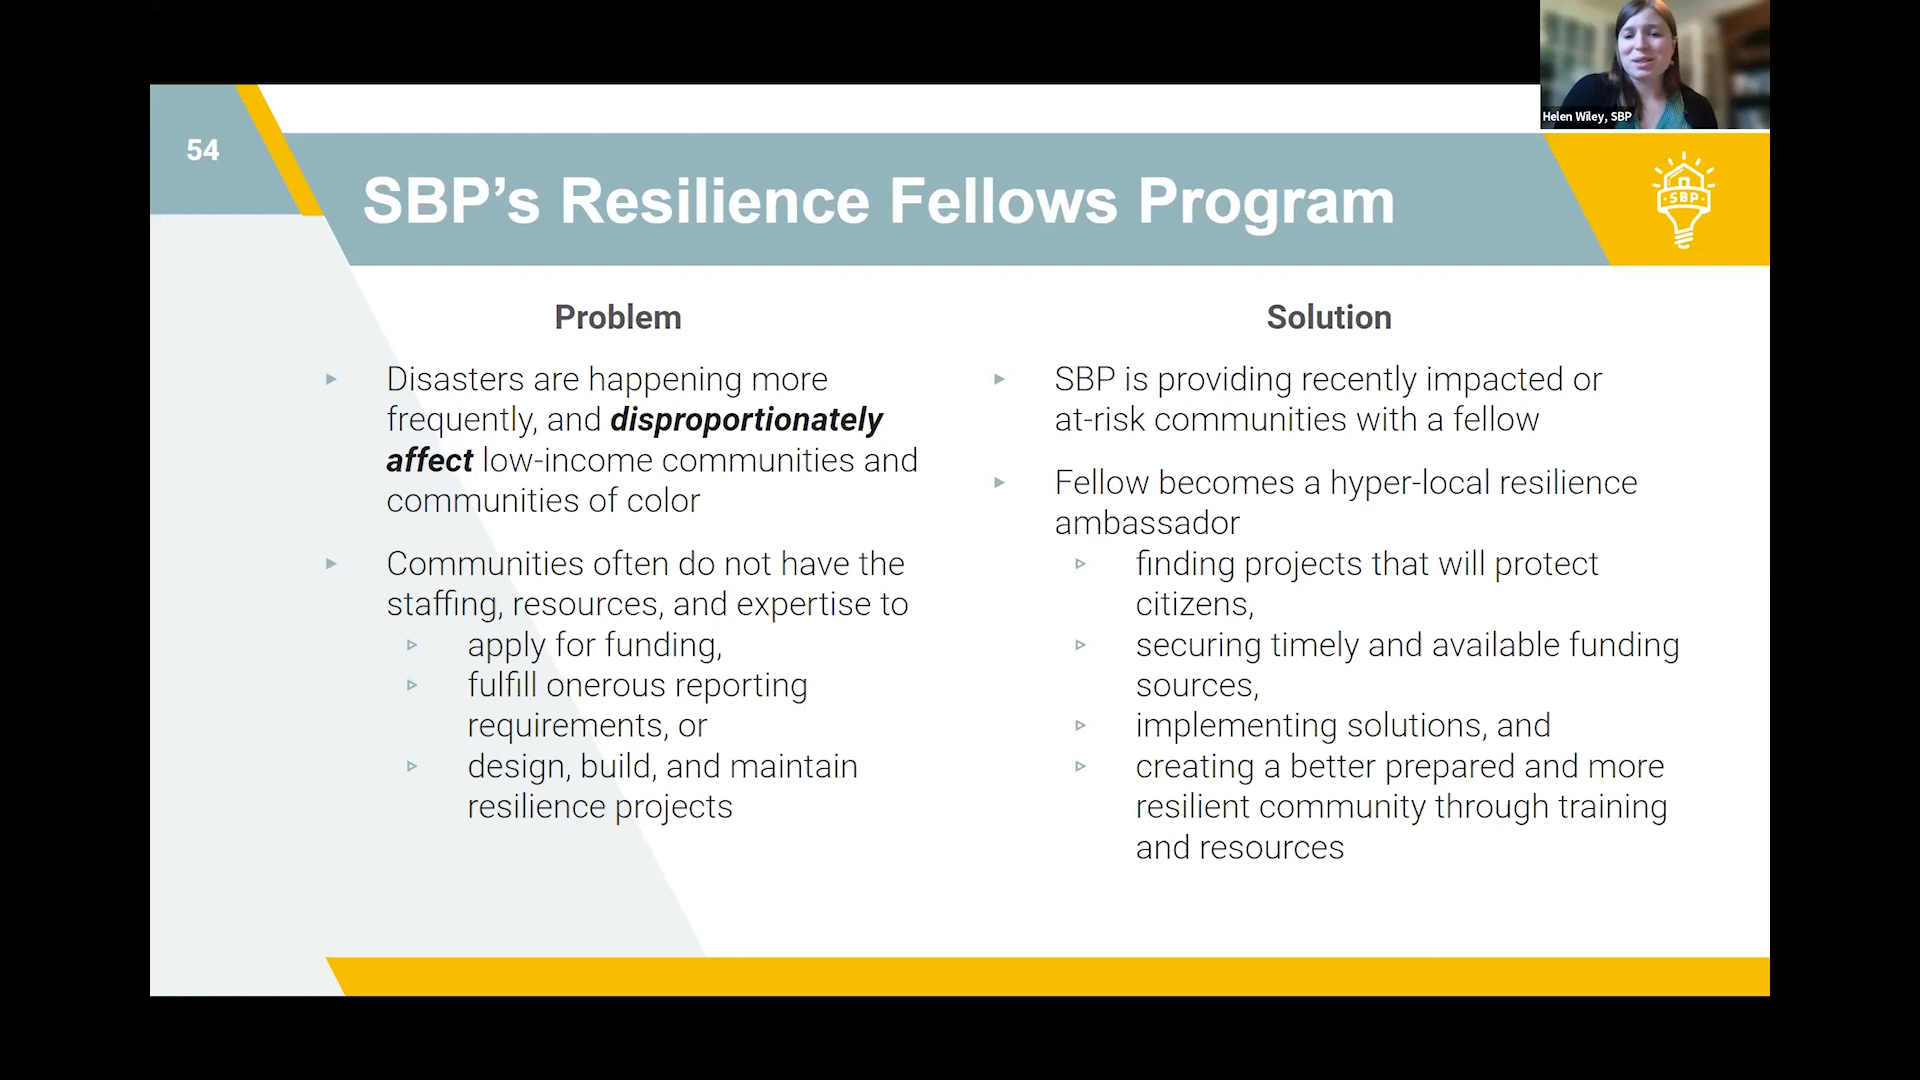 Helen Wiley, SBP
54
SBP’s Resilience Fellows Program
SBP
Problem
Disasters are happening more
frequently, and disproportionately
affect low-income communities and
communities of color
Communities often do not have the
staffing, resources, and expertise to
apply for funding,
fulfill onerous reporting
requirements, or
design, build, and maintain
resilience projects
Solution
SBP is providing recently impacted or
at-risk communities with a fellow
Fellow becomes a hyper-local resilience
ambassador
finding projects that will protect
citizens,
securing timely and available funding
sources,
implementing solutions, and
creating a better prepared and more
resilient community through training
and resources